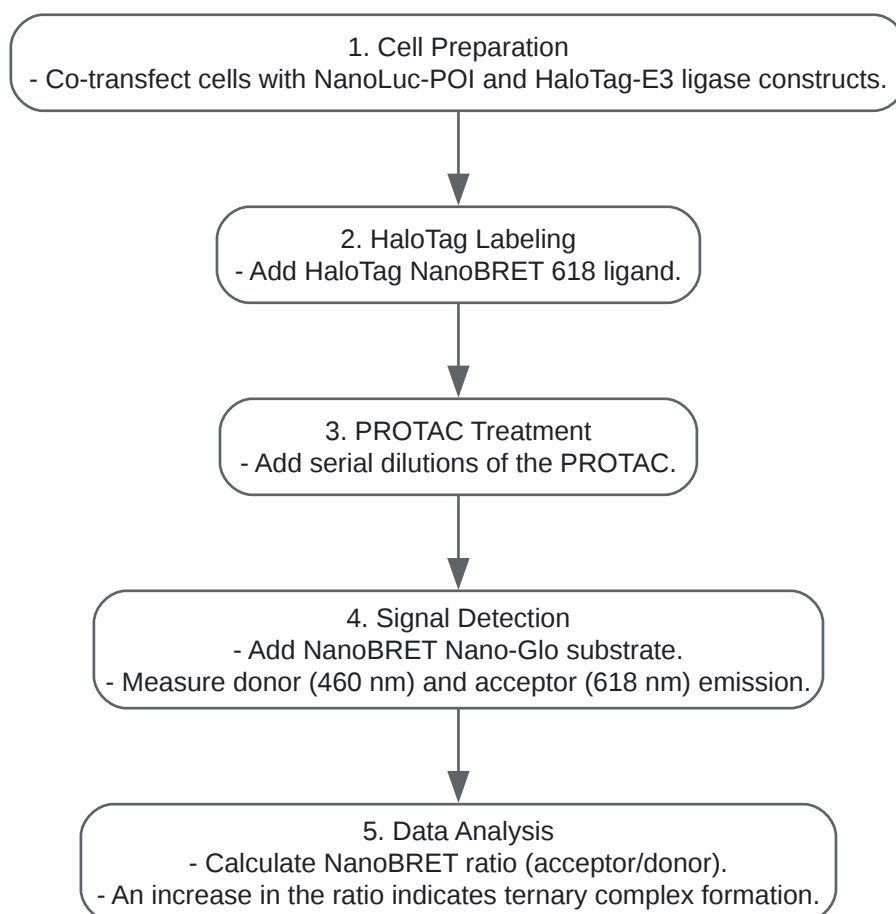 1. Cell Preparation
- Co-transfect cells with NanoLuc-POI and HaloTag-E3 ligase constructs.
2. HaloTag Labeling
- Add HaloTag NanoBRET 618 ligand.
3. PROTAC Treatment
- Add serial dilutions of the PROTAC.
4. Signal Detection
- Add NanoBRET Nano-Glo substrate.
- Measure donor (460 nm) and acceptor (618 nm) emission.
5. Data Analysis
- Calculate NanoBRET ratio (acceptor/donor).
- An increase in the ratio indicates ternary complex formation.